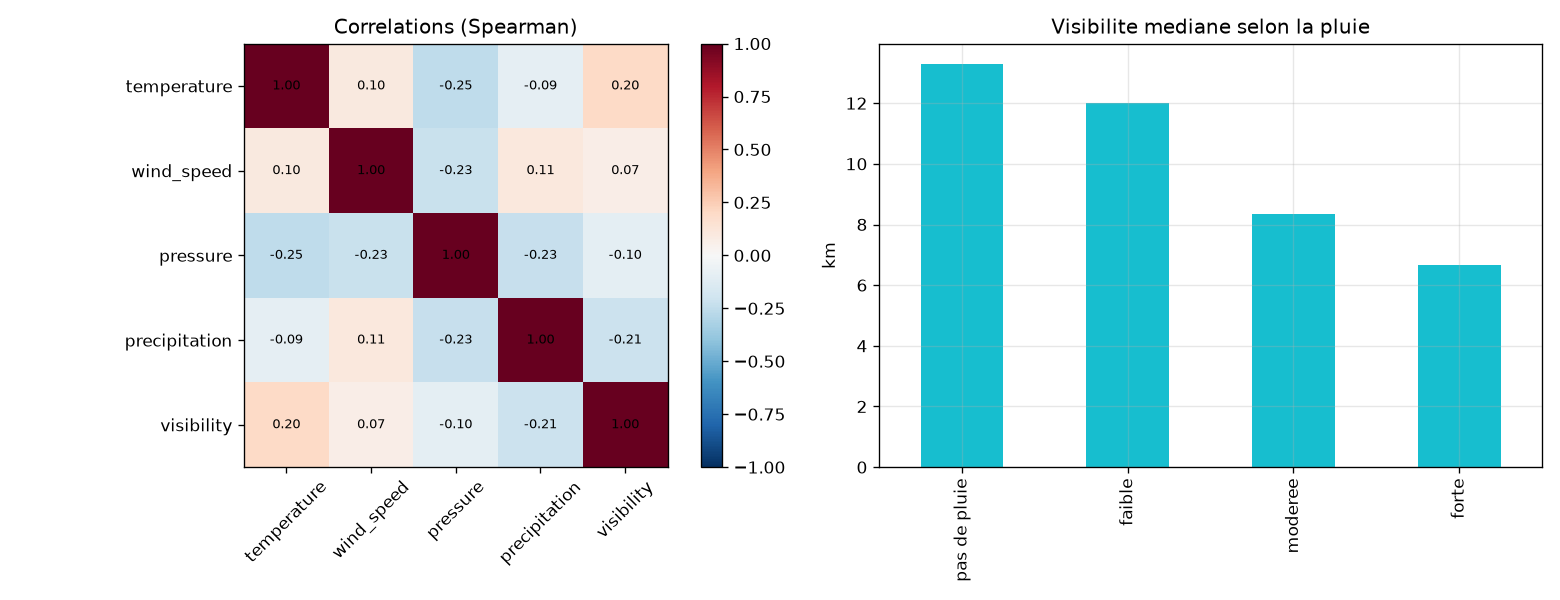 Correlations (Spearman)
temperature 1.00 0.10 -0.25 -0.09 0.20
wind_speed 0.10 1.00 -0.23 0.11 0.07
pressure -0.25 -0.23 1.00 -0.23 -0.10
precipitation -0.09 0.11 -0.23 1.00 -0.21
visibility 0.20 0.07 -0.10 -0.21 1.00
temperature wind_speed pressure precipitation visibility
1.00
0.75
0.50
0.25
0.00
−0.25
−0.50
−0.75
−1.00
Visibilite mediane selon la pluie
km
12
10
8
6
4
2
0
pas de pluie faible moderee forte